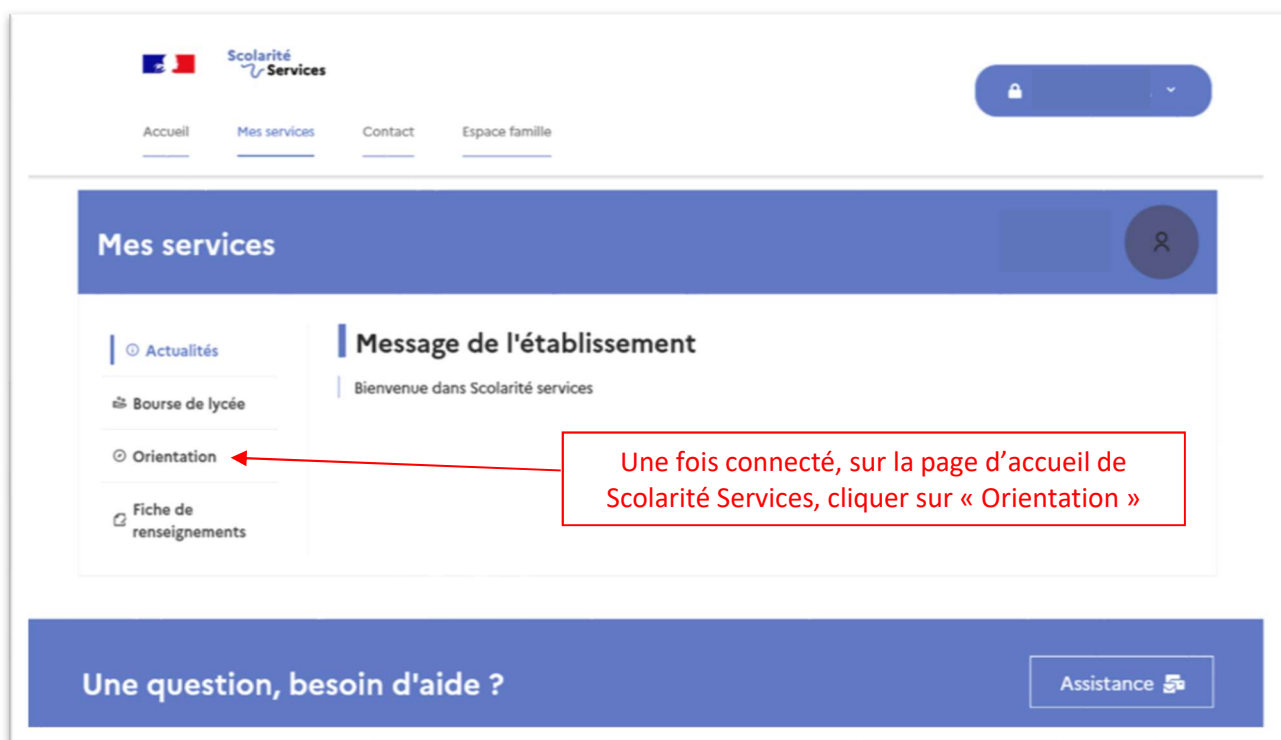 Scolarité
Services
Accueil
Mes services
Contact
Espace famille
Mes services
Actualités
Bourse de lycée
Orientation
Fiche de
renseignements
Message de l'établissement
Bienvenue dans Scolarité services
Une fois connecté, sur la page d’accueil de
Scolarité Services, cliquer sur « Orientation »
Une question, besoin d'aide ?
Assistance